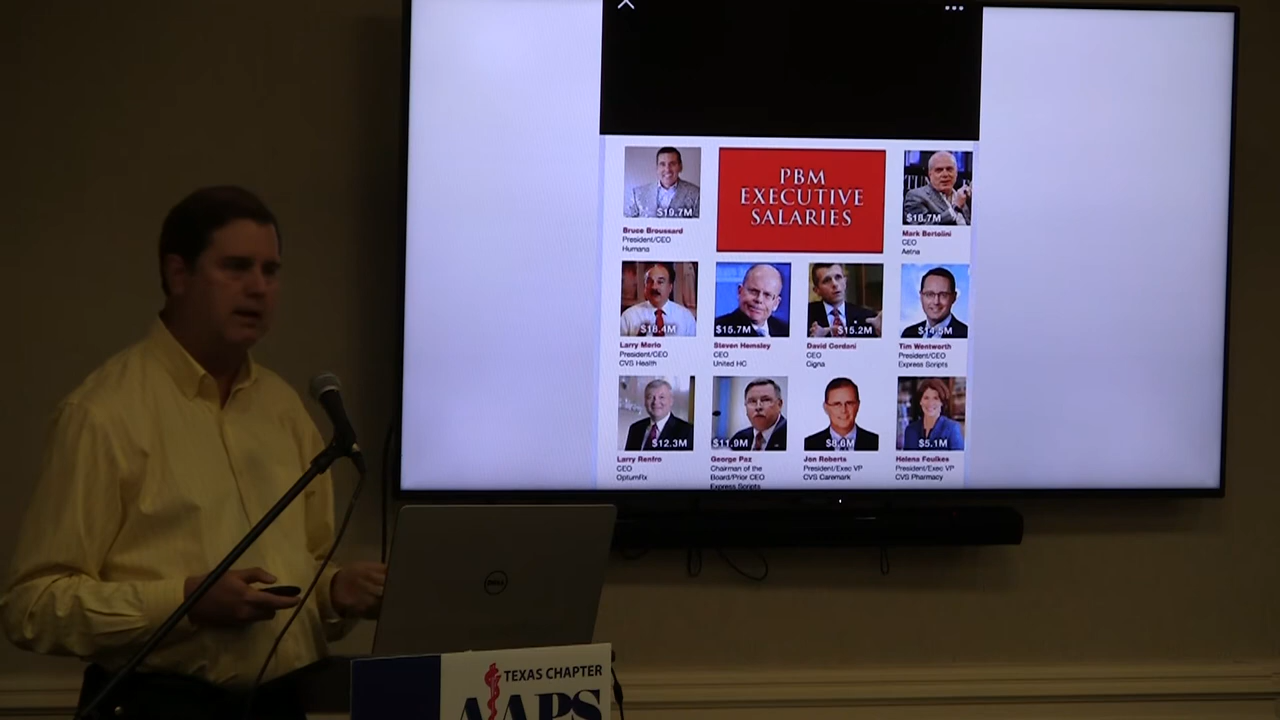 PBM
EXECUTIVE
SALARIES
$19.7M
Bruce Broussard
President/CEO
Humana
$18.7M
Mark Bertolini
CEO
Aetna
$18.4M
Larry Merlo
President/CEO
CVS Health
$15.7M
Steven Hemsley
CEO
United HC
$15.2M
David Cordani
CEO
Cigna
$14.5M
Tim Wentworth
President/CEO
Express Scripts
$12.3M
Larry Renfro
CEO
OptumRx
$11.9M
George Paz
Chairman of the
Board/Prior CEO
Express Scripts
$8.6M
Jon Roberts
President/Exec VP
CVS Caremark
$5.1M
Helena Foulkes
President/Exec VP
CVS Pharmacy
DELL
TEXAS CHAPTER
AAPS